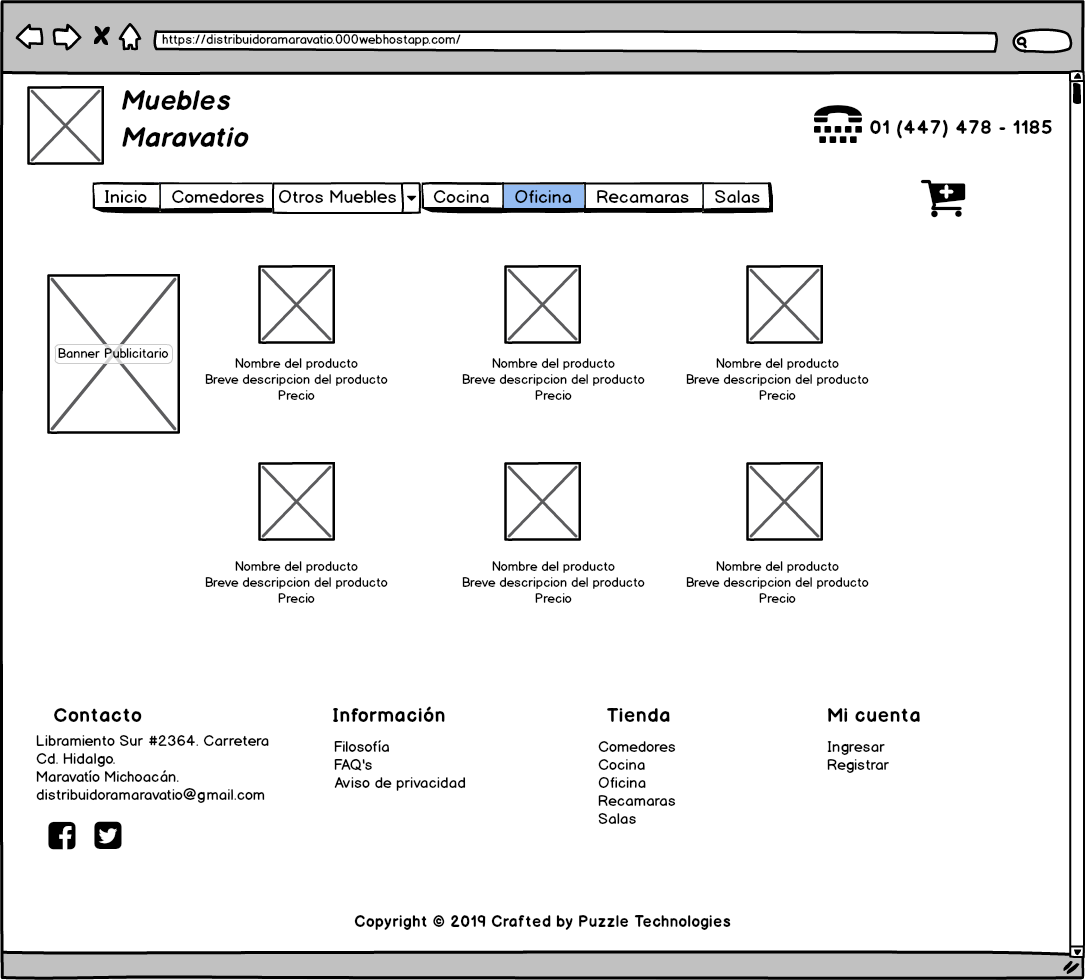 https://distribuidoramaravatio.000webhostapp.com/
Muebles
Maravatio
01 (447) 478 - 1185
Inicio Comedores Otros Muebles Cocina Oficina Recamaras Salas
Banner Publicitario
Nombre del producto
Breve descripcion del producto
Precio
Nombre del producto
Breve descripcion del producto
Precio
Nombre del producto
Breve descripcion del producto
Precio
Nombre del producto
Breve descripcion del producto
Precio
Nombre del producto
Breve descripcion del producto
Precio
Nombre del producto
Breve descripcion del producto
Precio
Contacto
Libramiento Sur #2364. Carretera
Cd. Hidalgo.
Maravatío Michoacán.
distribuidoramaravatio@gmail.com
Información
Filosofía
FAQ's
Aviso de privacidad
Tienda
Comedores
Cocina
Oficina
Recamaras
Salas
Mi cuenta
Ingresar
Registrar
Copyright © 2019 Crafted by Puzzle Technologies